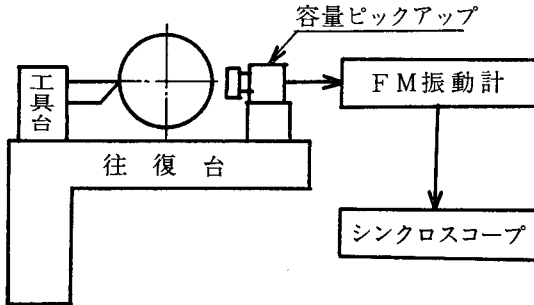 容量ピックアップ
工具台
FM振動計
往復台
シンクロスコープ